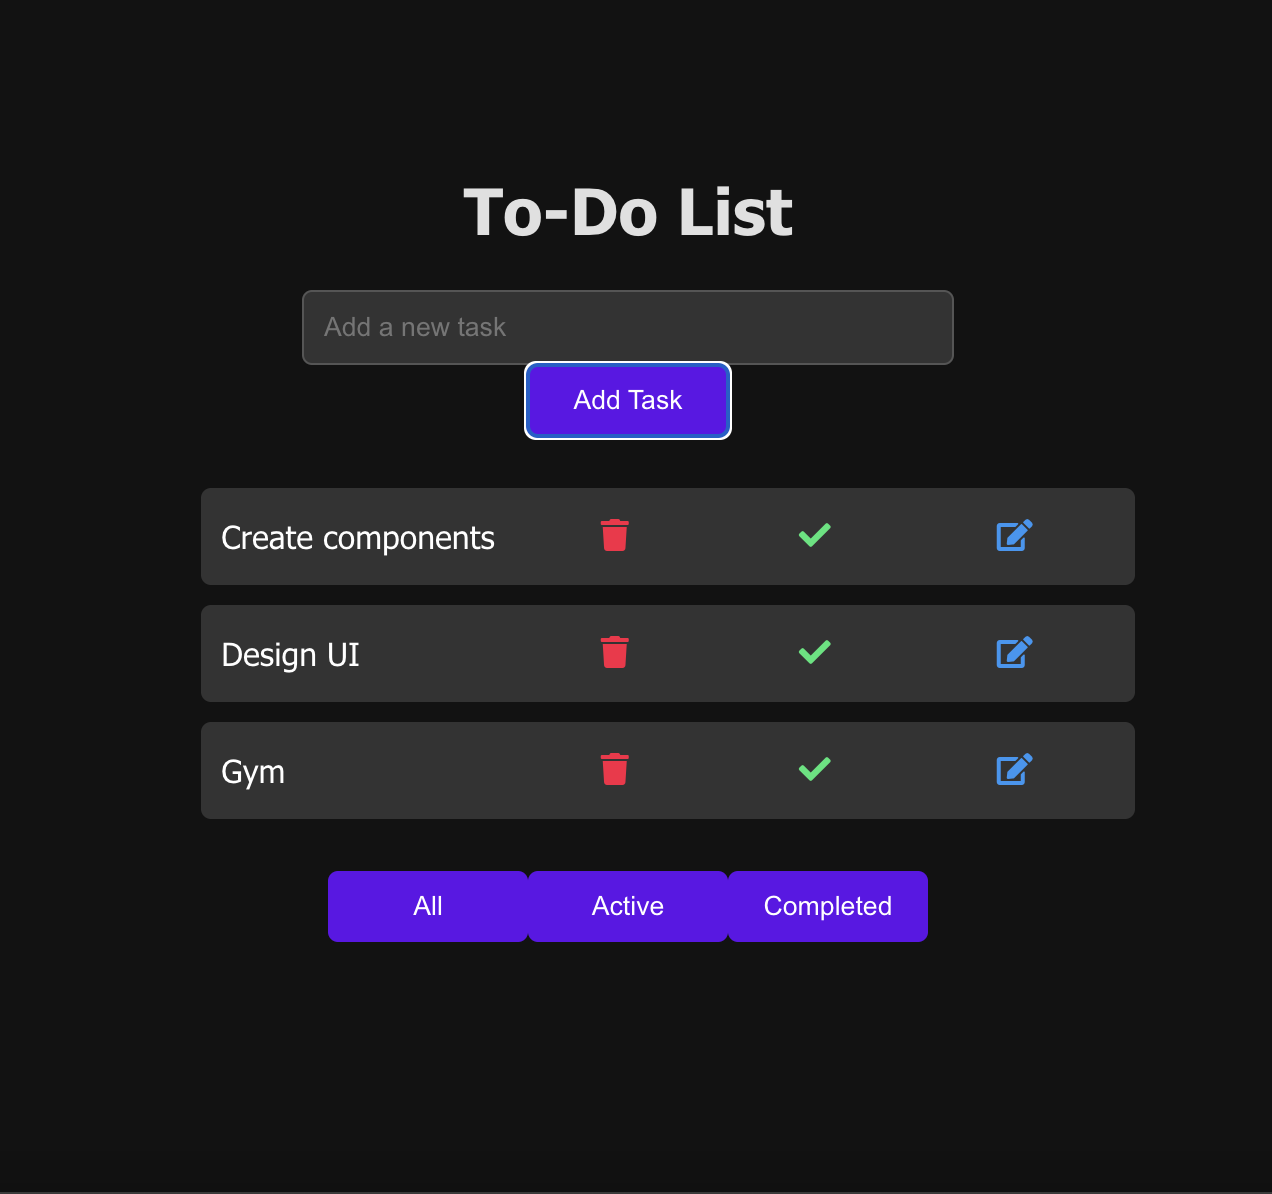 To-Do List
Add a new task
Add Task
Create components
Design UI
Gym
All Active Completed